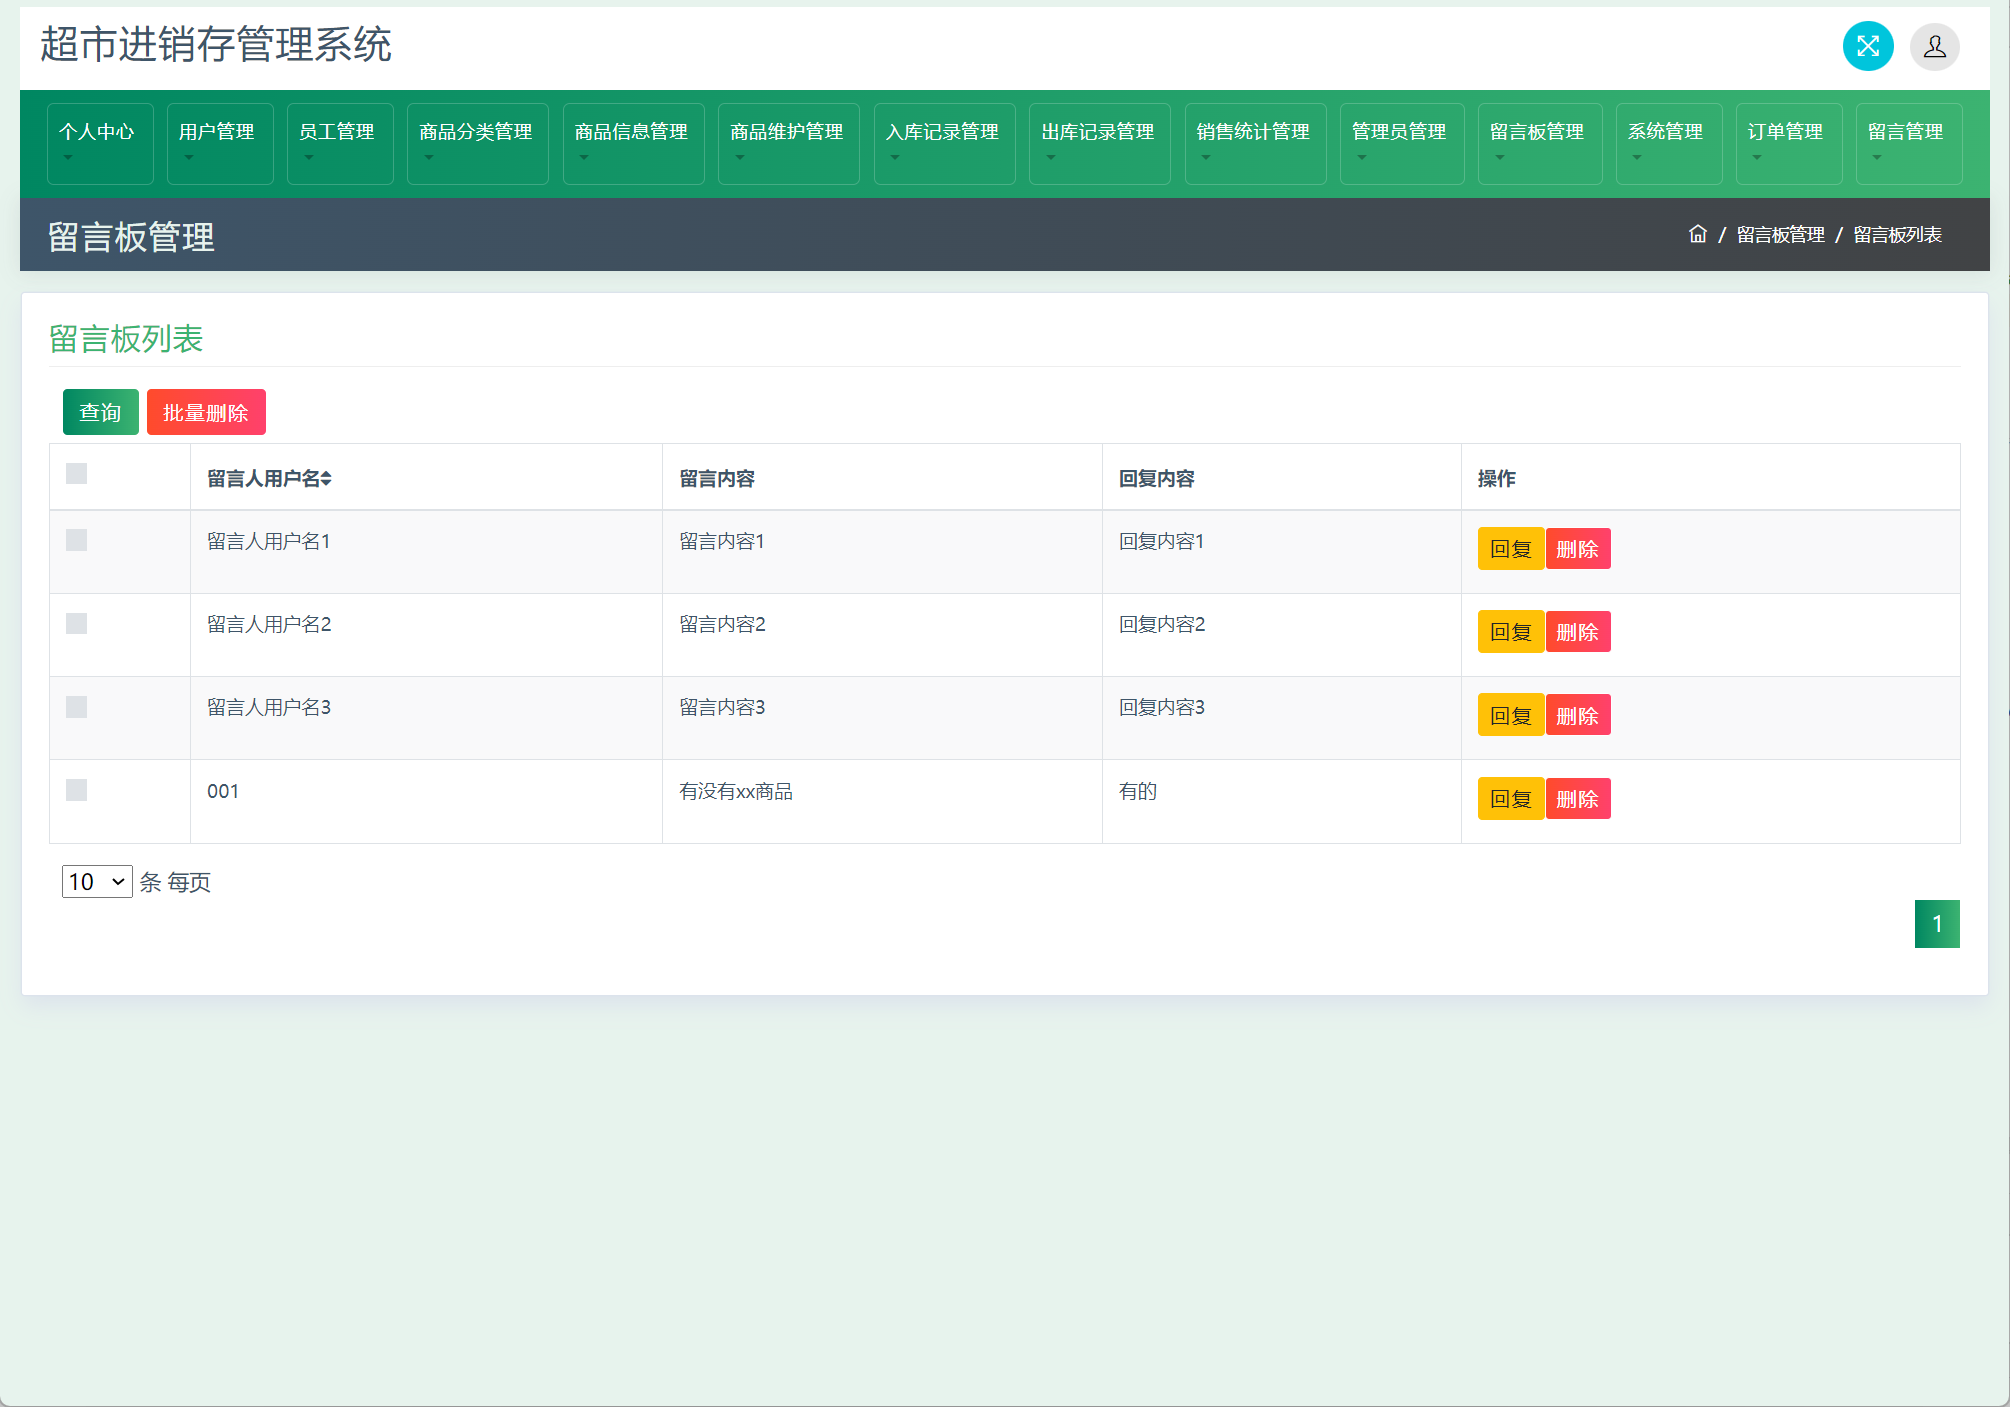 超市进销存管理系统
个人中心 用户管理 员工管理 商品分类管理 商品信息管理 商品维护管理 入库记录管理 出库记录管理 销售统计管理 管理员管理 留言板管理 系统管理 订单管理 留言管理
留言板管理 / 留言板管理 / 留言板列表
留言板列表
查询 批量删除
留言人用户名 留言内容 回复内容 操作
留言人用户名1 留言内容1 回复内容1 回复 删除
留言人用户名2 留言内容2 回复内容2 回复 删除
留言人用户名3 留言内容3 回复内容3 回复 删除
001 有没有xx商品 有的 回复 删除
10 条 每页
1